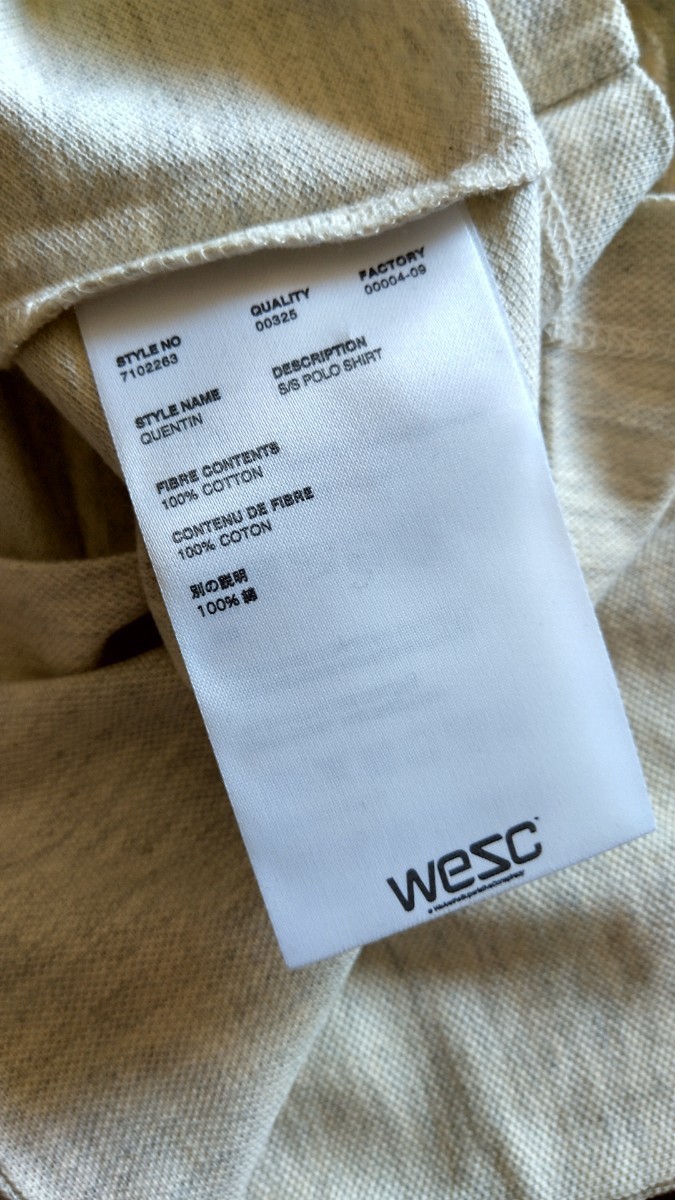 STYLE NO
7102263
QUALITY
00325
FACTORY
00004-09
STYLE NAME
QUENTIN
DESCRIPTION
S/S POLO SHIRT
FIBRE CONTENTS
100% COTTON
CONTENU DE FIBRE
100% COTON
別の説明
100% 綿
wesc
a WeAretheSuperlativeConspiracy